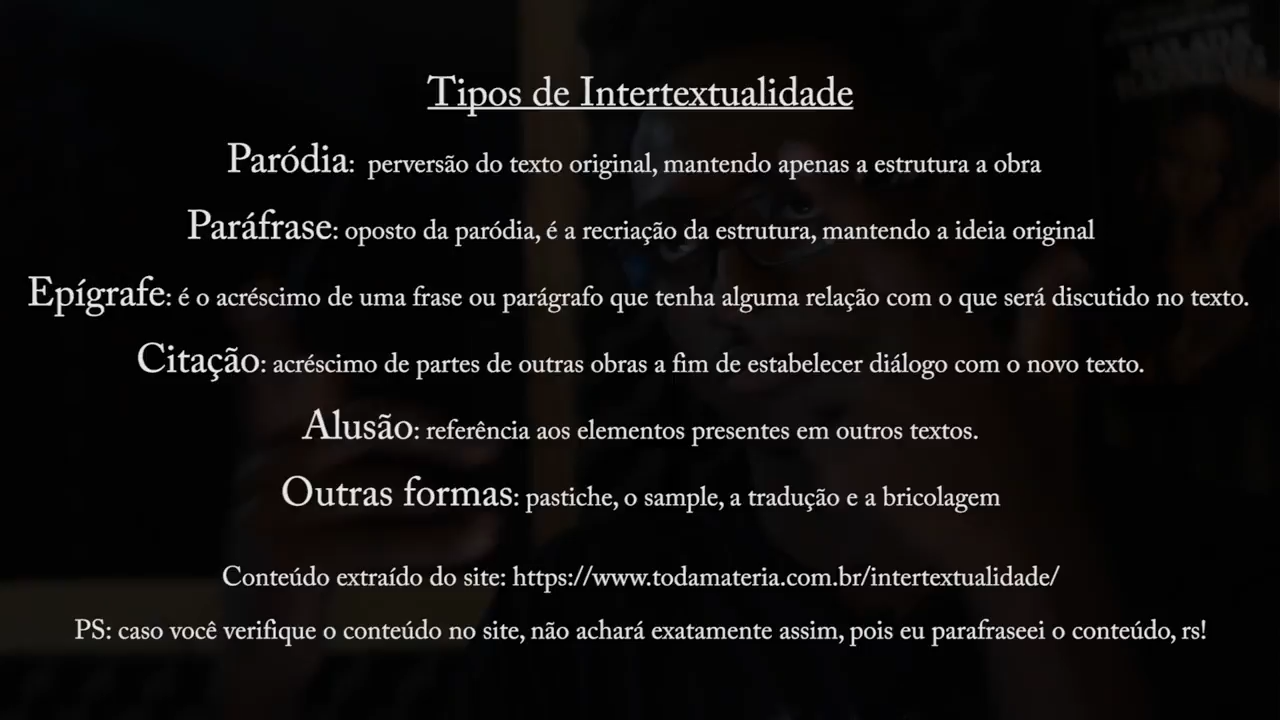 Tipos de Intertextualidade
Paródia: perversão do texto original, mantendo apenas a estrutura a obra
Paráfrase: oposto da paródia, é a recriação da estrutura, mantendo a ideia original
Epígrafe: é o acréscimo de uma frase ou parágrafo que tenha alguma relação com o que será discutido no texto.
Citação: acréscimo de partes de outras obras a fim de estabelecer diálogo com o novo texto.
Alusão: referência aos elementos presentes em outros textos.
Outras formas: pastiche, o sample, a tradução e a bricolagem
Conteúdo extraído do site: https://www.todamateria.com.br/intertextualidade/
PS: caso você verifique o conteúdo no site, não achará exatamente assim, pois eu parafraseei o conteúdo, rs!